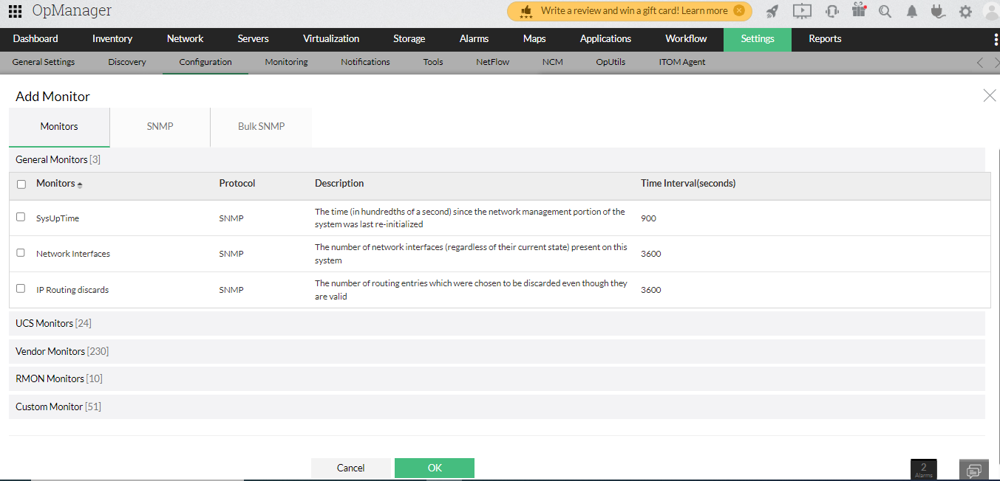 OpManager
Write a review and win a gift card! Learn more
Dashboard Inventory Network Servers Virtualization Storage Alarms Maps Applications Workflow Settings Reports
General Settings Discovery Configuration Monitoring Notifications Tools NetFlow NCM OpUtils ITOM Agent
Add Monitor
Monitors SNMP Bulk SNMP
General Monitors [3]
Monitors Protocol Description Time Interval(seconds)
SysUpTime SNMP The time (in hundredths of a second) since the network management portion of the
system was last re-initialized 900
Network Interfaces SNMP The number of network interfaces (regardless of their current state) present on this
system 3600
IP Routing discards SNMP The number of routing entries which were chosen to be discarded even though they
are valid 3600
UCS Monitors [24]
Vendor Monitors [230]
RMON Monitors [10]
Custom Monitor [51]
Cancel OK
2
Alarms